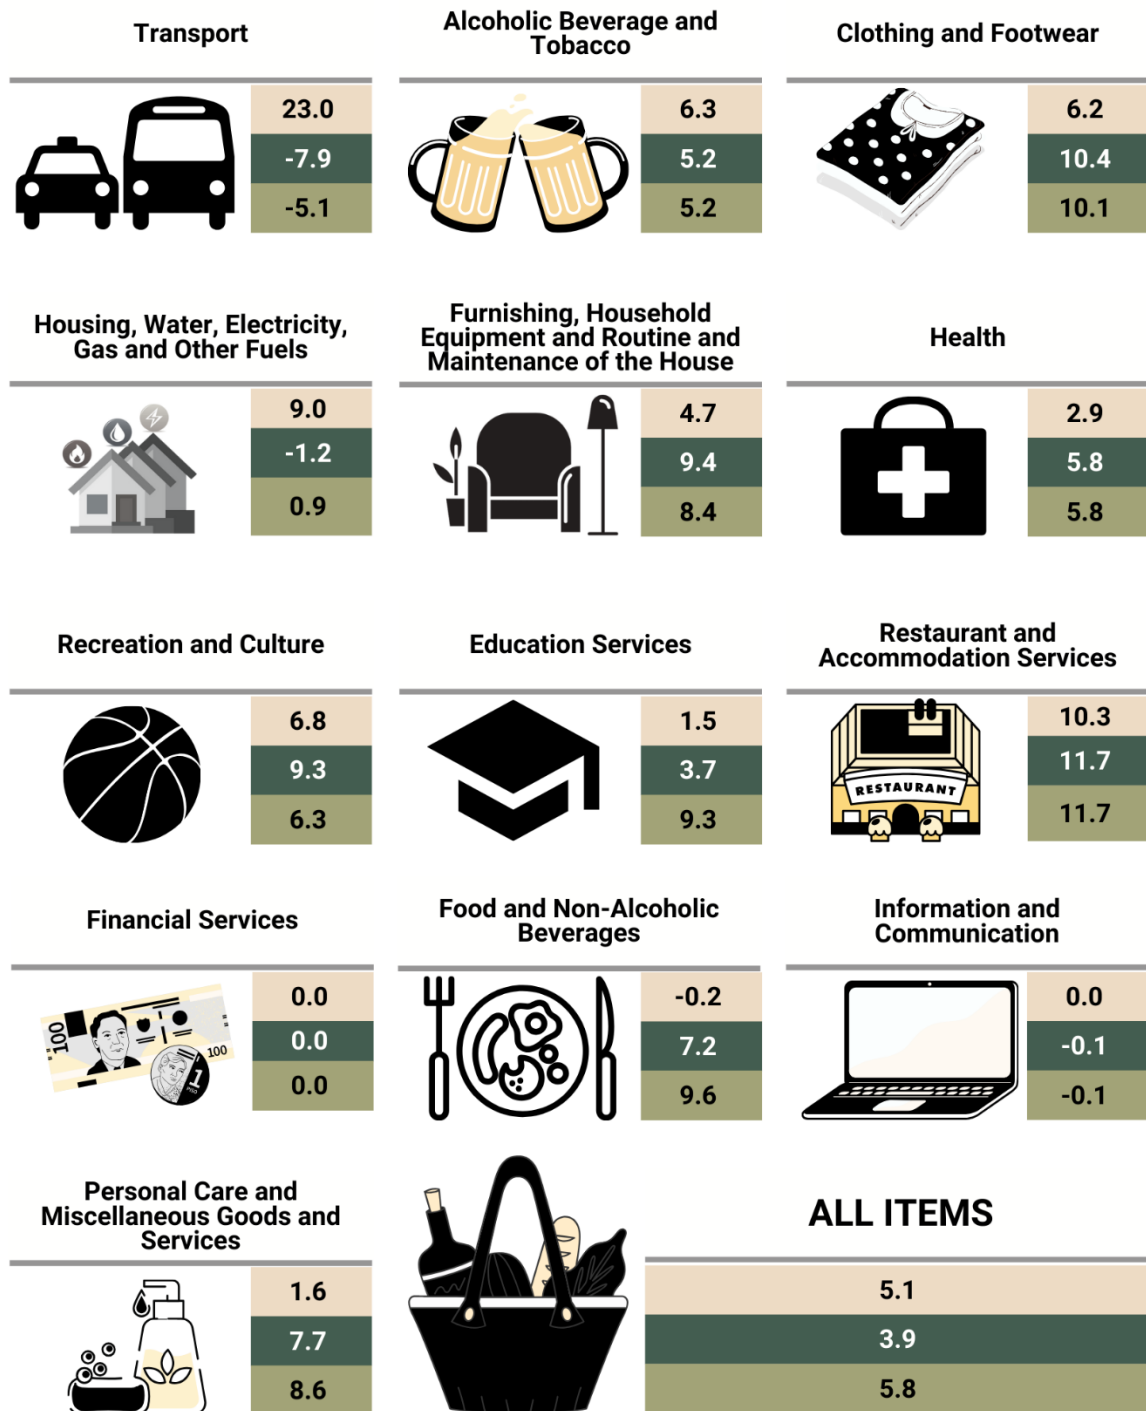 Transport
23.0
-7.9
-5.1
Alcoholic Beverage and
Tobacco
6.3
5.2
5.2
Clothing and Footwear
6.2
10.4
10.1
Housing, Water, Electricity,
Gas and Other Fuels
9.0
-1.2
0.9
Furnishing, Household
Equipment and Routine and
Maintenance of the House
4.7
9.4
8.4
Health
2.9
5.8
5.8
Recreation and Culture
6.8
9.3
6.3
Education Services
1.5
3.7
9.3
Restaurant and
Accommodation Services
RESTAURANT
10.3
11.7
11.7
Financial Services
100
100
1
PISO
0.0
0.0
0.0
Food and Non-Alcoholic
Beverages
-0.2
7.2
9.6
Information and
Communication
0.0
-0.1
-0.1
Personal Care and
Miscellaneous Goods and
Services
1.6
7.7
8.6
ALL ITEMS
5.1
3.9
5.8